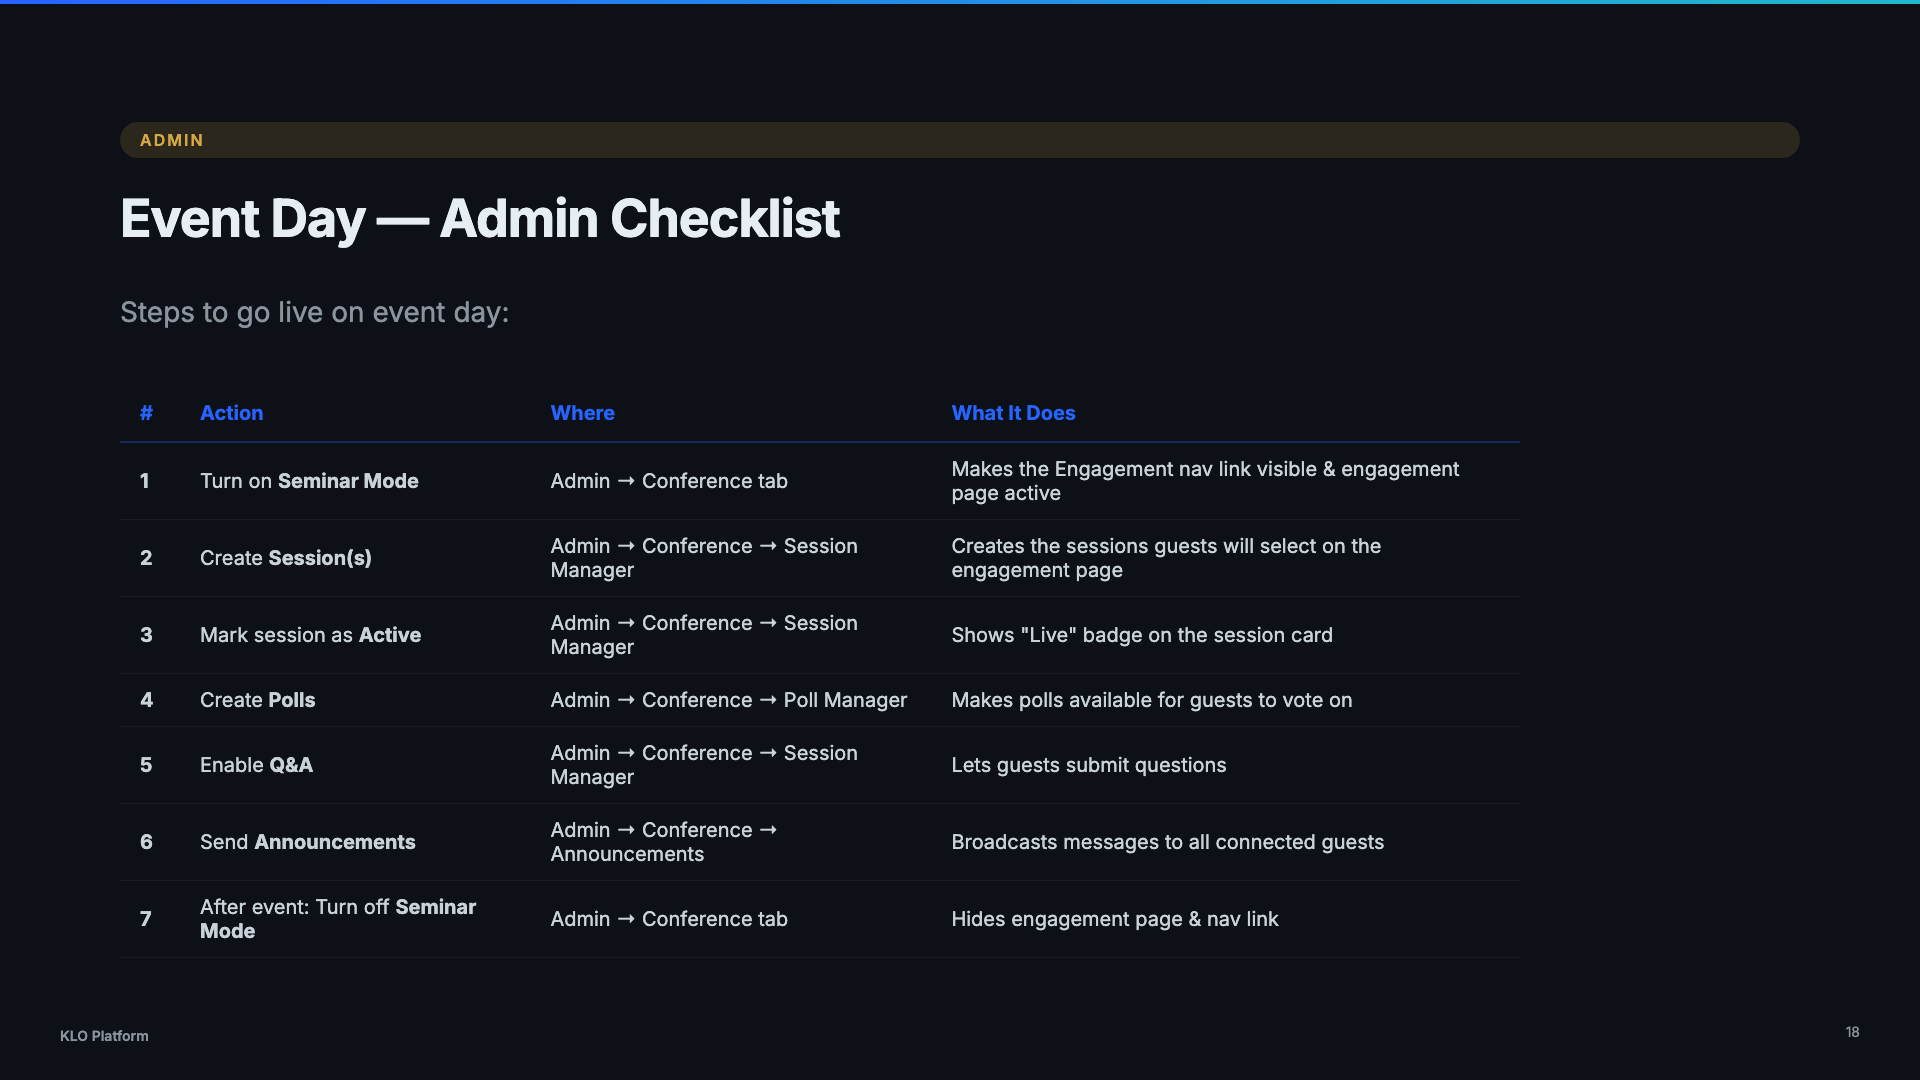 ADMIN
Event Day — Admin Checklist
Steps to go live on event day:
# Action Where What It Does
1 Turn on Seminar Mode Admin → Conference tab Makes the Engagement nav link visible & engagement
page active
2 Create Session(s) Admin → Conference → Session
Manager
Creates the sessions guests will select on the
engagement page
3 Mark session as Active Admin → Conference → Session
Manager
Shows "Live" badge on the session card
4 Create Polls Admin → Conference → Poll Manager Makes polls available for guests to vote on
5 Enable Q&A Admin → Conference → Session
Manager
Lets guests submit questions
6 Send Announcements Admin → Conference →
Announcements
Broadcasts messages to all connected guests
7 After event: Turn off Seminar
Mode
Admin → Conference tab Hides engagement page & nav link
KLO Platform
18